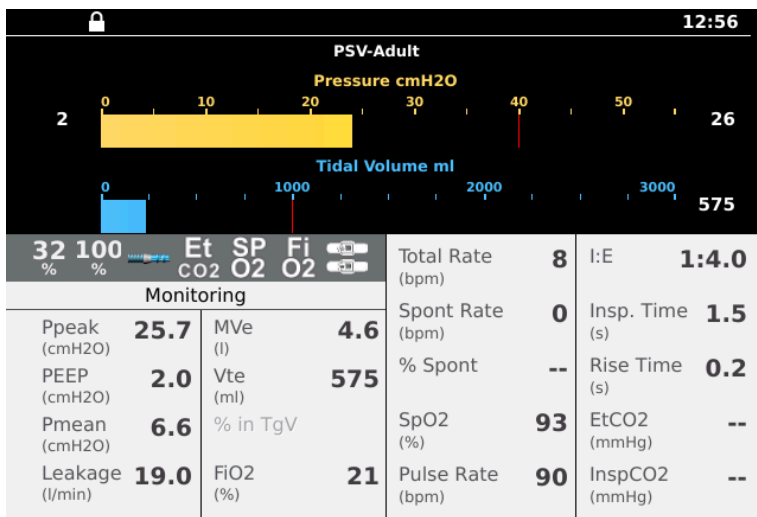 12:56
PSV-Adult
Pressure cmH2O
0 10 20 30 40 50
2 26
Tidal Volume ml
0 1000 2000 3000
575
32 % 100 % Et CO2 SP O2 Fi O2
Monitoring
Ppeak (cmH2O) 25.7
PEEP (cmH2O) 2.0
Pmean (cmH2O) 6.6
Leakage (l/min) 19.0
MVe (l) 4.6
Vte (ml) 575
% in TgV
FiO2 (%) 21
Total Rate (bpm) 8
Spont Rate (bpm) 0
% Spont --
SpO2 (%) 93
Pulse Rate (bpm) 90
I:E 1:4.0
Insp. Time (s) 1.5
Rise Time (s) 0.2
EtCO2 (mmHg) --
InspCO2 (mmHg) --